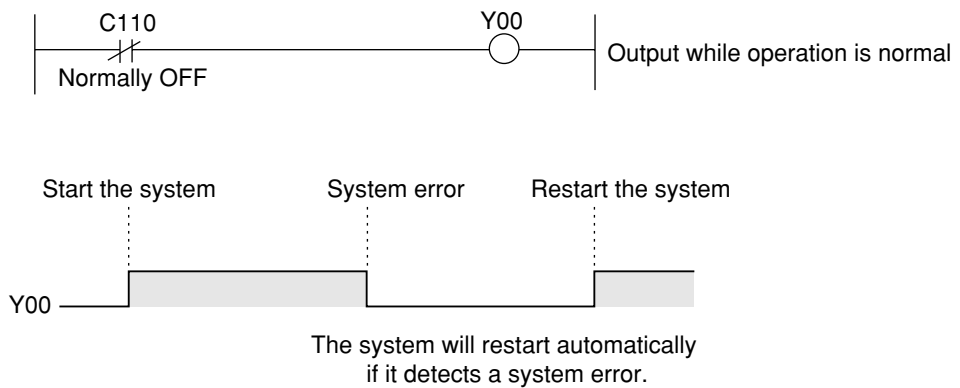 C110
Y00
Output while operation is normal
Normally OFF
Start the system
System error
Restart the system
Y00
The system will restart automatically
if it detects a system error.